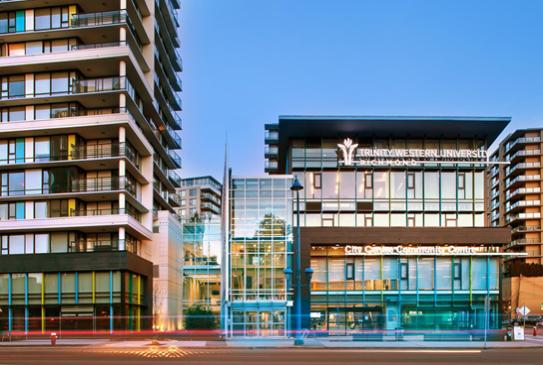 TRINITY WESTERN UNIVERSITY
RICHMOND
City Centre Community Centre